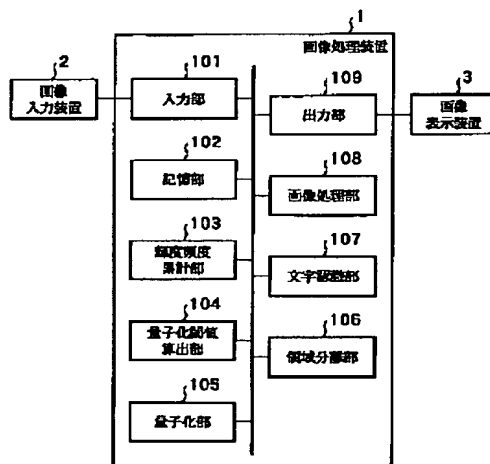 1
画像処理装置
2
画像
入力装置
101
入力部
109
出力部
3
画像
表示装置
102
記憶部
108
画像処理部
103
輝度頻度
累計部
107
文字認識部
104
量子化閾値
算出部
106
領域分離部
105
量子化部